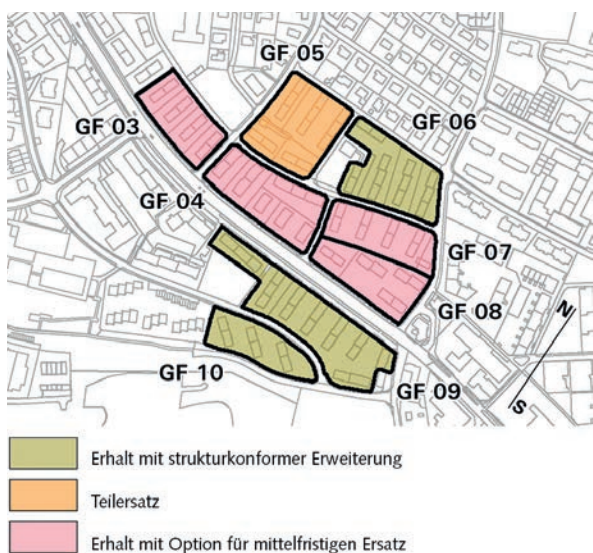 GF 05
GF 06
GF 03
GF 04
GF 07
N
GF 08
GF 10
GF 09
S
Erhalt mit strukturkonformer Erweiterung
Teilersatz
Erhalt mit Option für mittelfristigen Ersatz